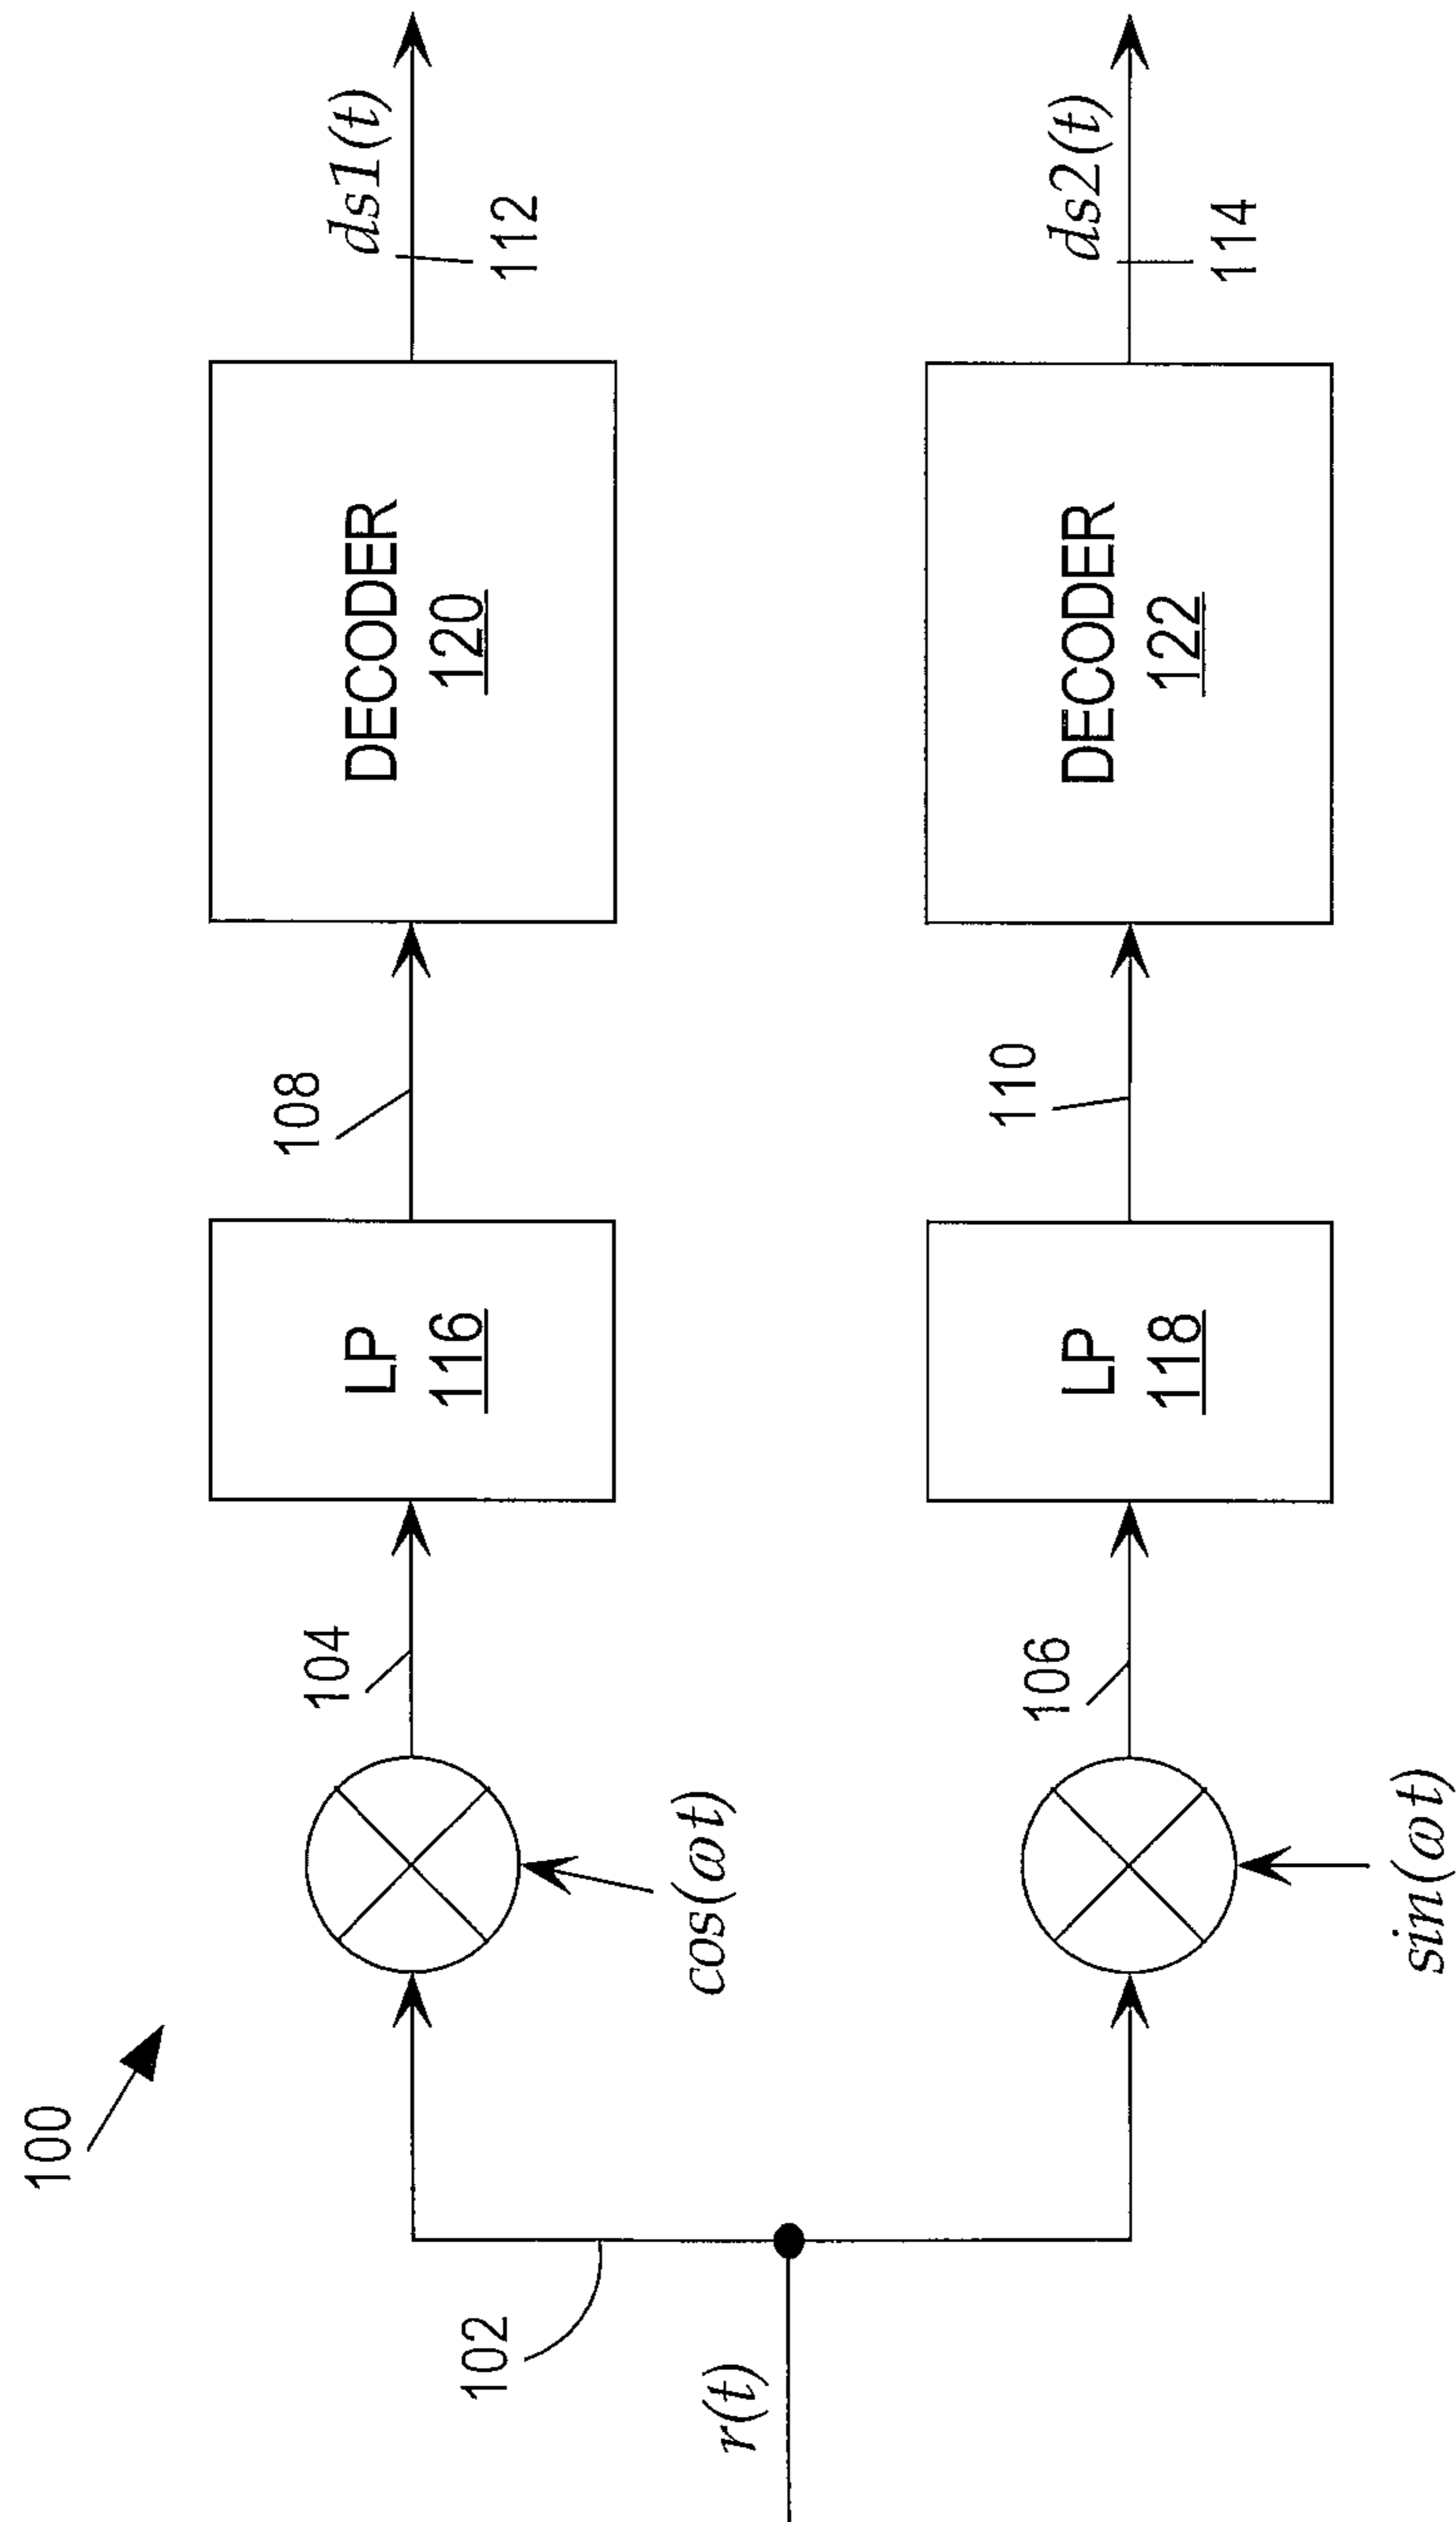 100
102
r(t)
cos(ωt)
104
LP
116
108
DECODER
120
ds1(t)
112
sin(ωt)
106
LP
118
110
DECODER
122
ds2(t)
114